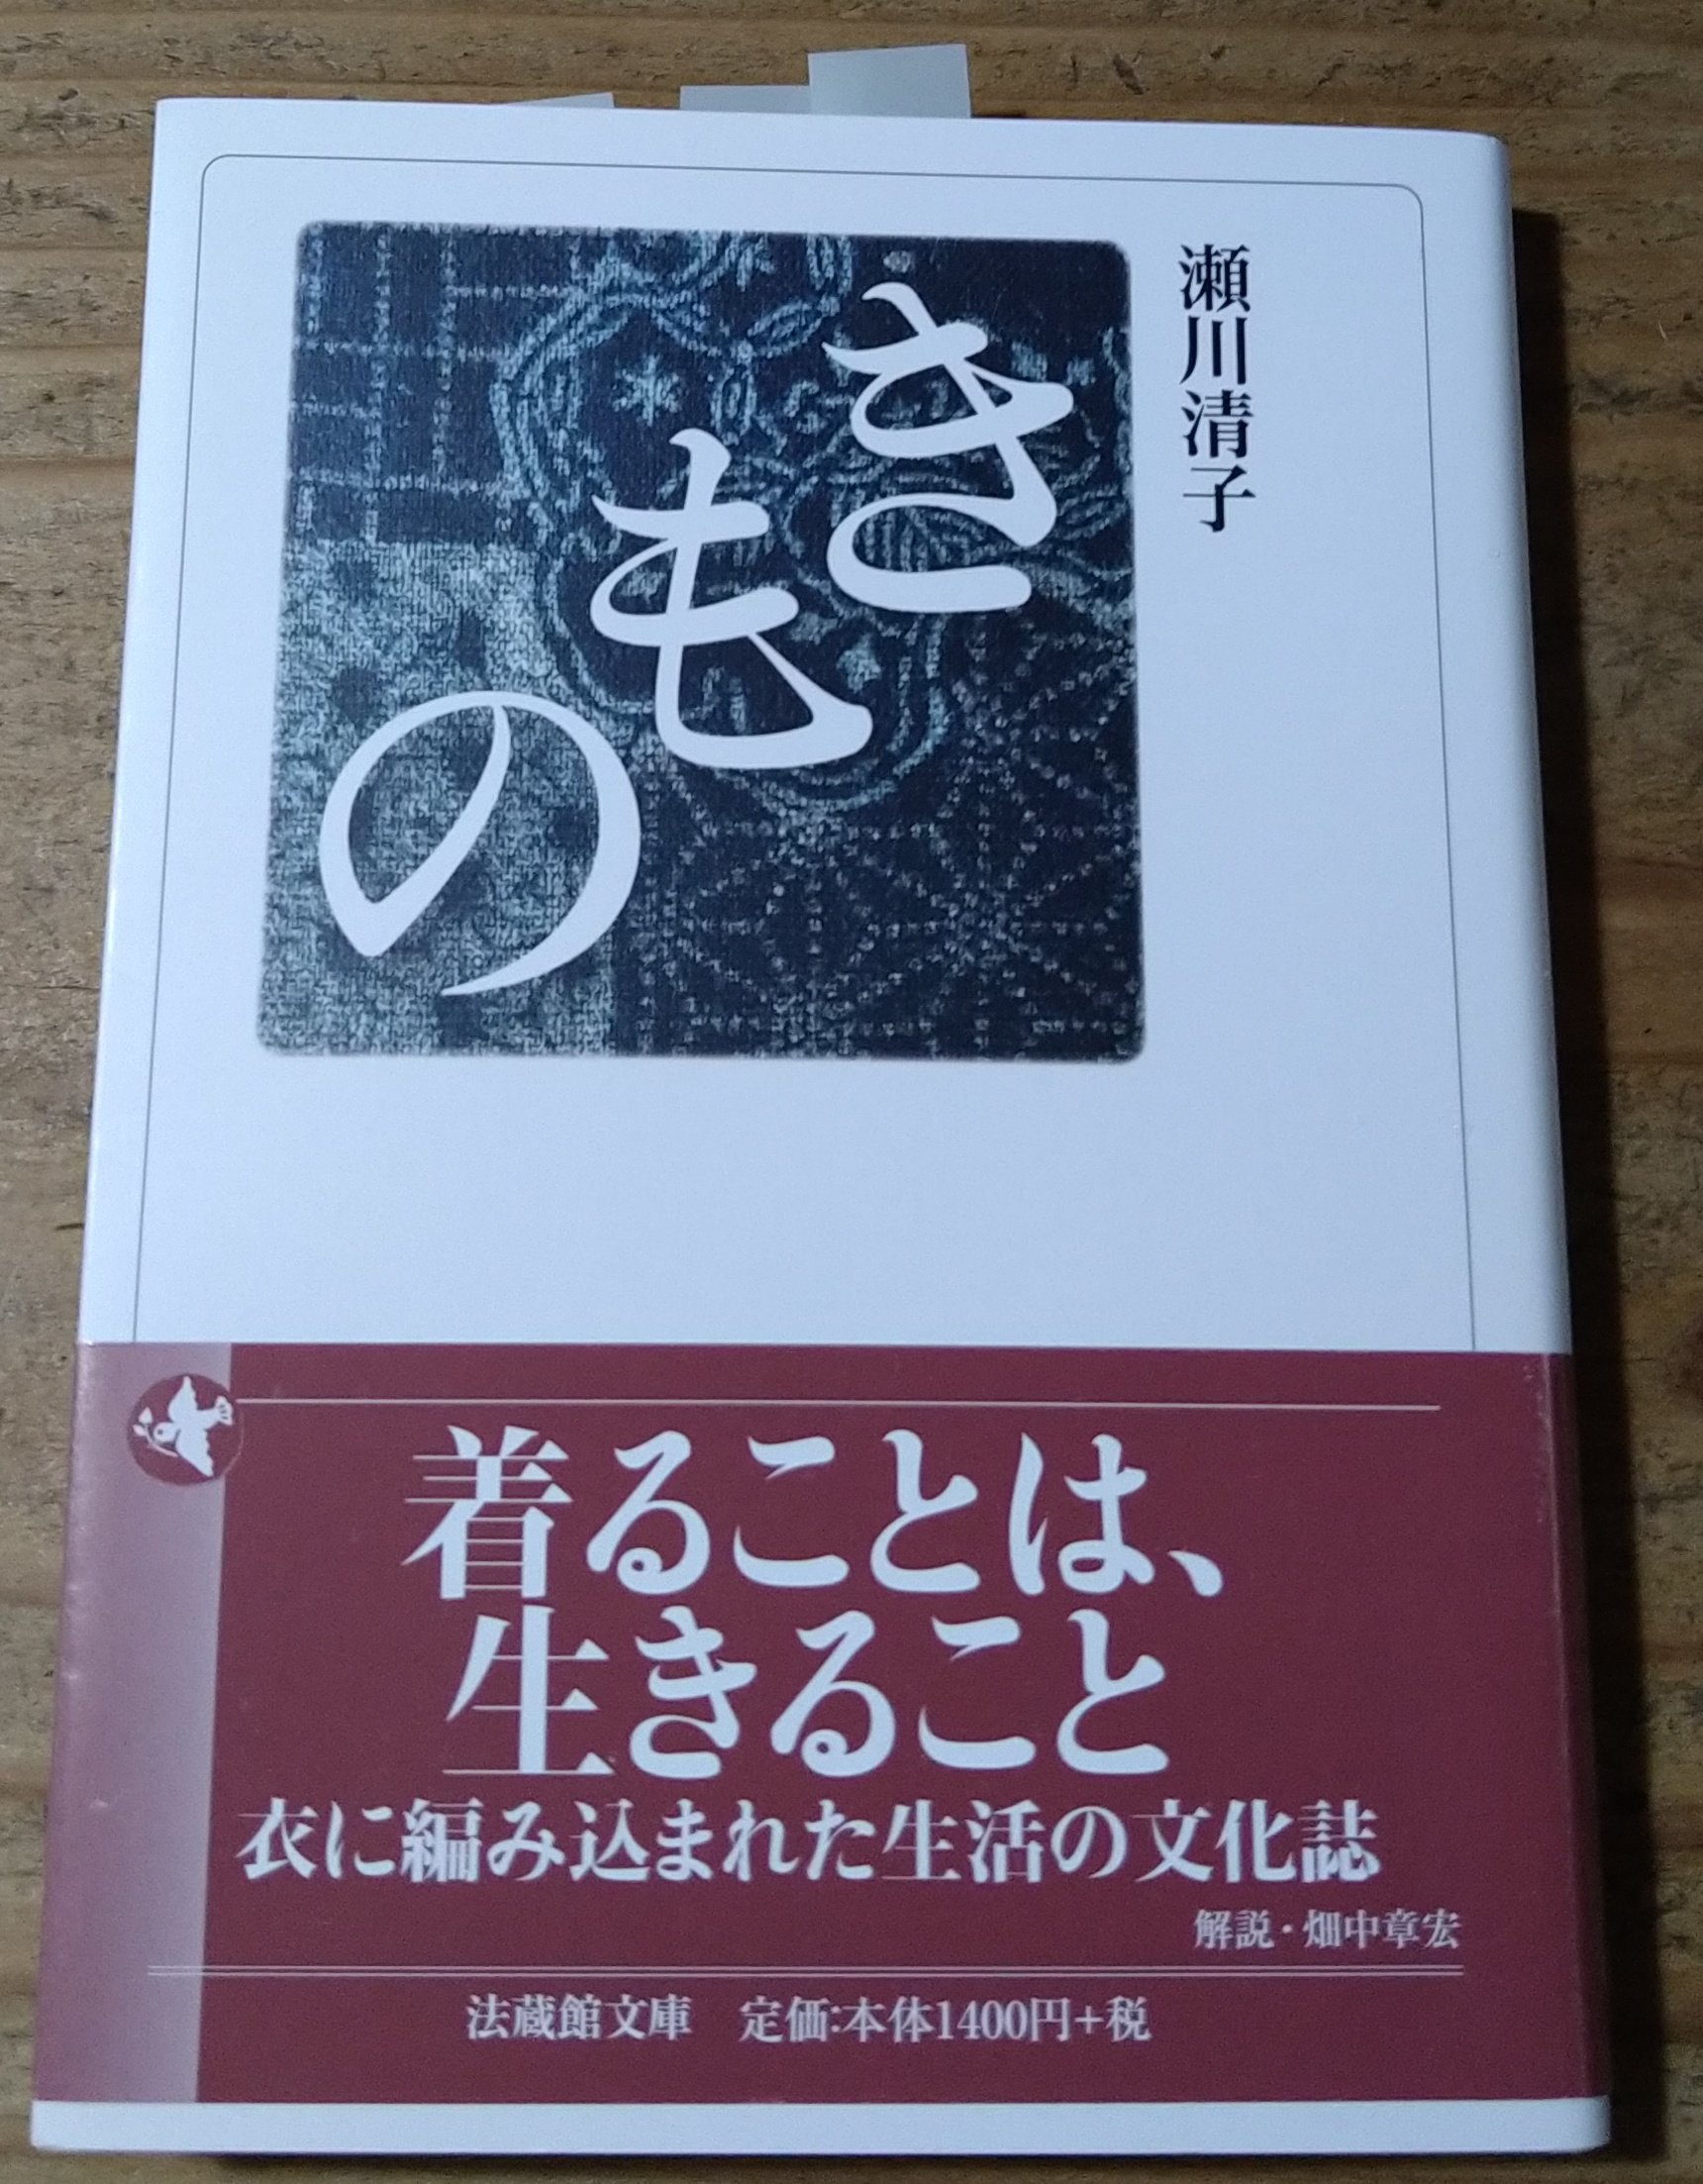 瀬川清子
きもの
着ることは、
生きること
衣に編み込まれた生活の文化誌
解説・畑中章宏
法蔵館文庫　定価:本体1400円+税